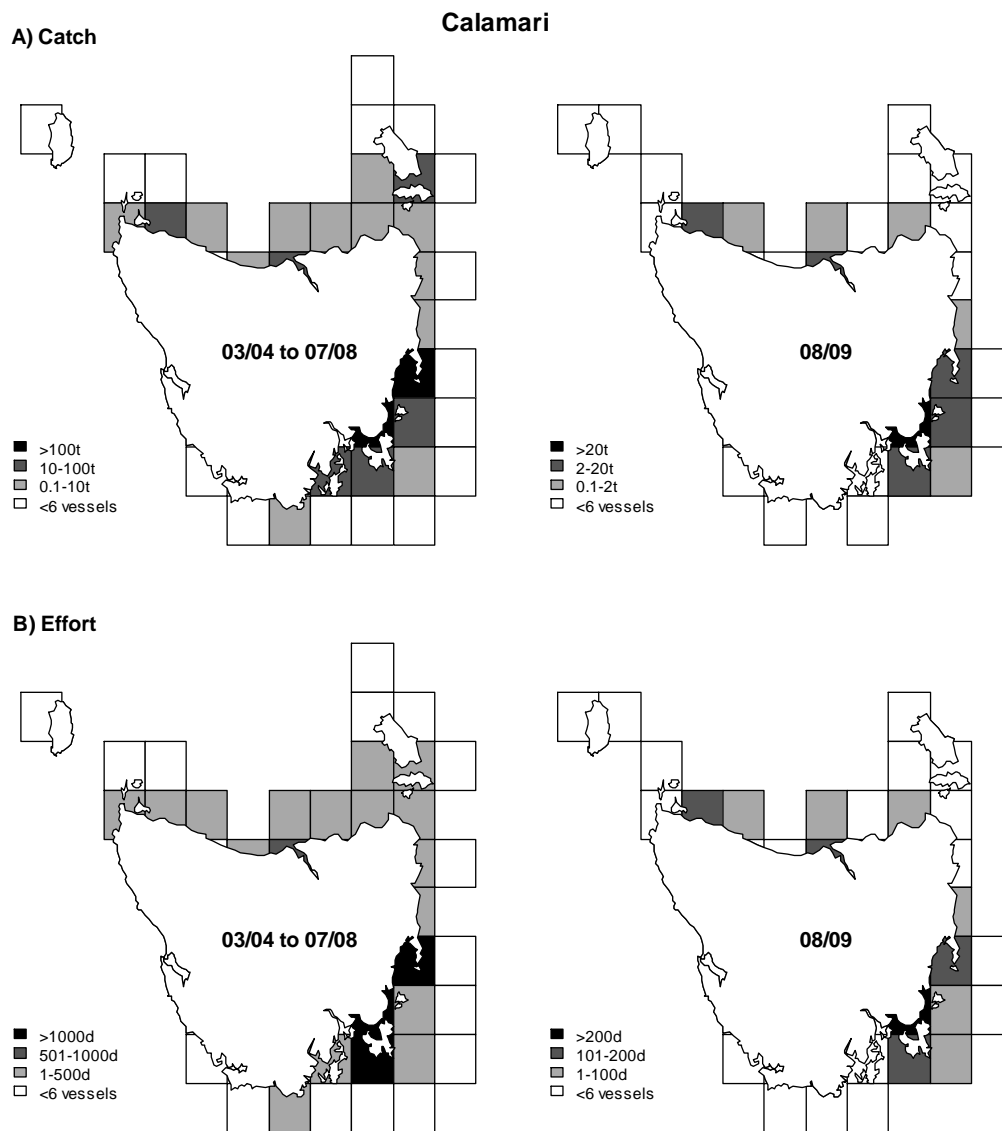 Calamari
A) Catch
03/04 to 07/08
>100t
10-100t
0.1-10t
<6 vessels
08/09
>20t
2-20t
0.1-2t
<6 vessels
B) Effort
03/04 to 07/08
>1000d
501-1000d
1-500d
<6 vessels
08/09
>200d
101-200d
1-100d
<6 vessels